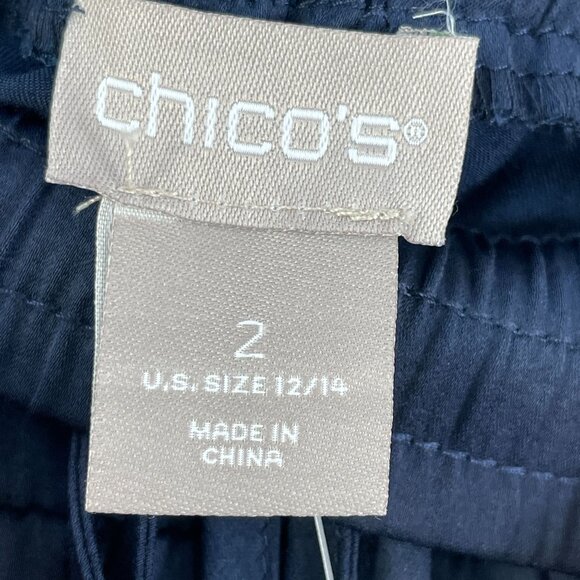 chico's®
2
U.S. SIZE 12/14
MADE IN
CHINA